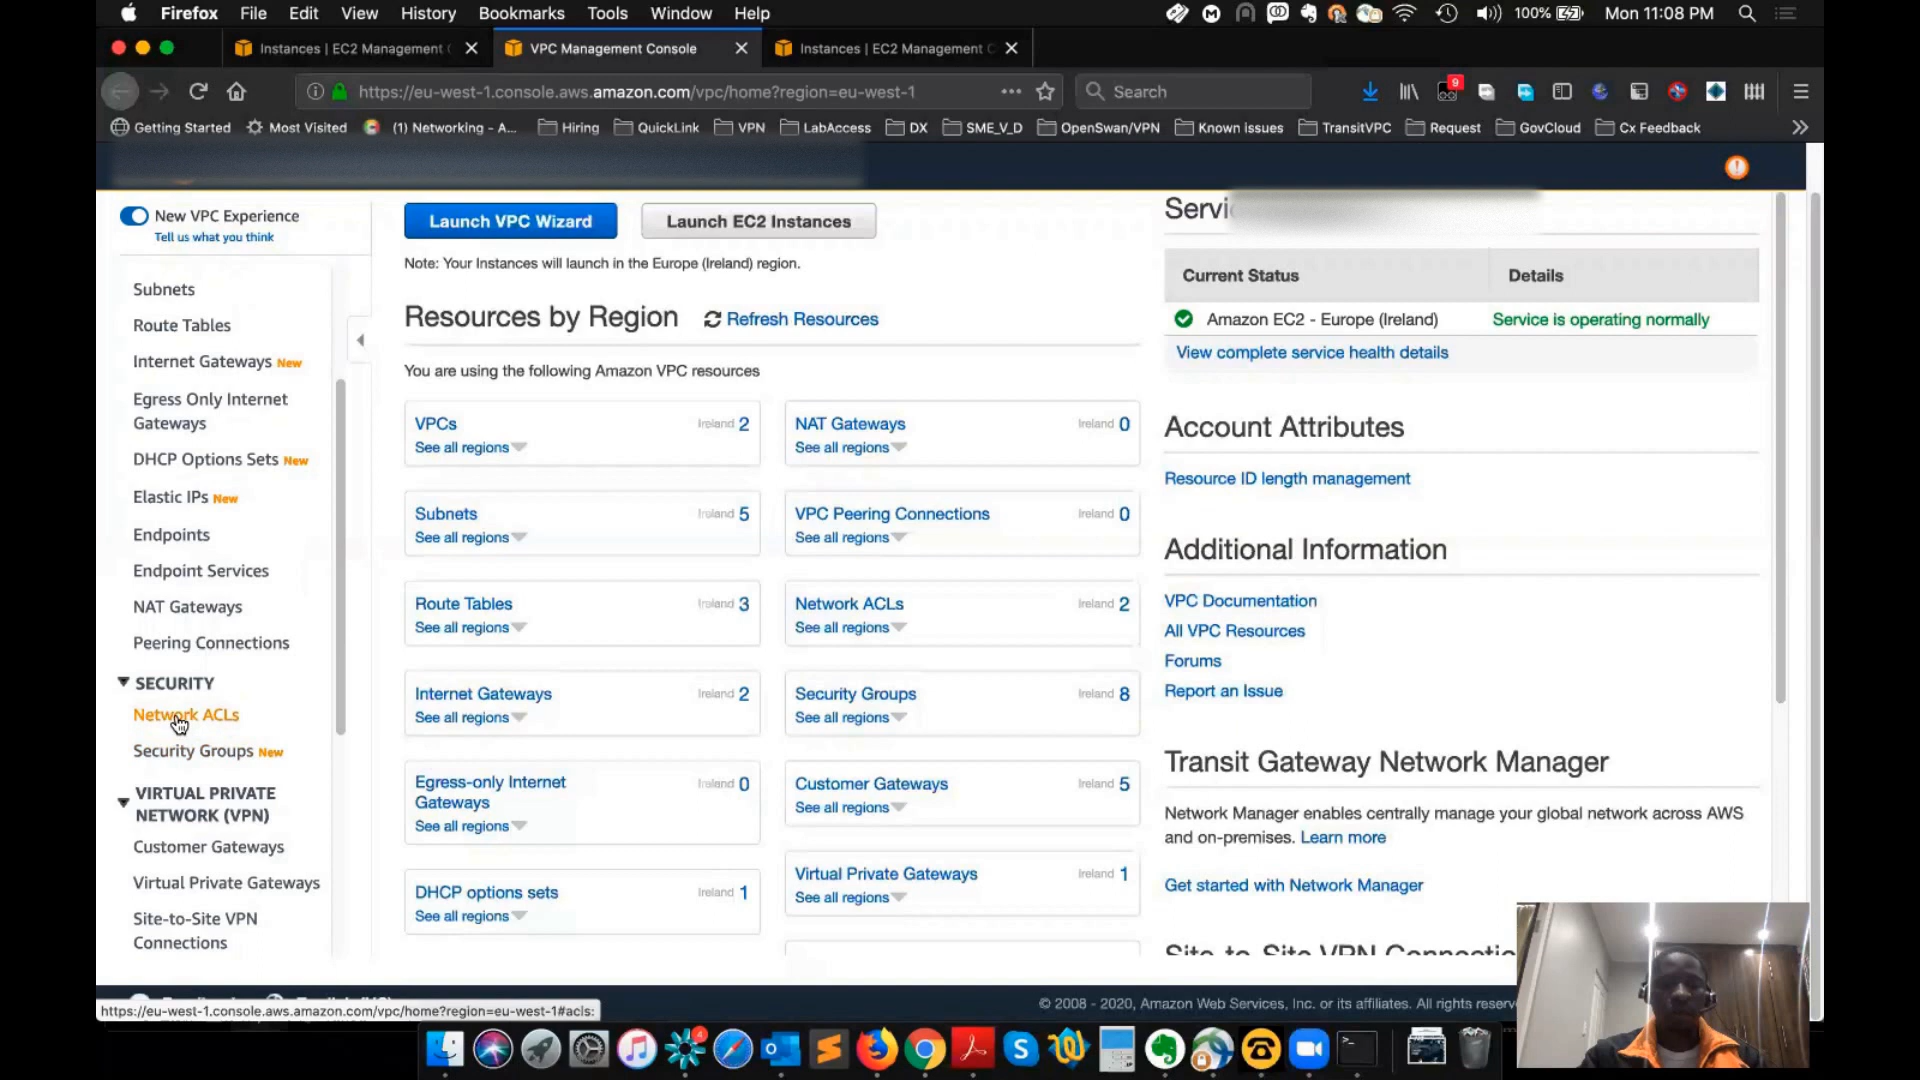 Firefox File Edit View History Bookmarks Tools Window Help
100% Mon 11:08 PM
Instances | EC2 Management
VPC Management Console
Instances | EC2 Management C
https://eu-west-1.console.aws.amazon.com/vpc/home?region=eu-west-1
Search
9
Getting Started
Most Visited
(1) Networking - A...
Hiring
QuickLink
VPN
LabAccess
DX
SME_V_D
OpenSwan/VPN
Known issues
TransitVPC
Request
GovCloud
Cx Feedback
New VPC Experience
Tell us what you think
Subnets
Route Tables
Internet Gateways New
Egress Only Internet
Gateways
DHCP Options Sets New
Elastic IPs New
Endpoints
Endpoint Services
NAT Gateways
Peering Connections
SECURITY
Network ACLs
Security Groups New
VIRTUAL PRIVATE
NETWORK (VPN)
Customer Gateways
Virtual Private Gateways
Site-to-Site VPN
Connections
Launch VPC Wizard
Launch EC2 Instances
Note: Your Instances will launch in the Europe (Ireland) region.
Resources by Region
Refresh Resources
You are using the following Amazon VPC resources
VPCs Ireland 2
See all regions
NAT Gateways Ireland 0
See all regions
Subnets Ireland 5
See all regions
VPC Peering Connections Ireland 0
See all regions
Route Tables Ireland 3
See all regions
Network ACLs Ireland 2
See all regions
Internet Gateways Ireland 2
See all regions
Security Groups Ireland 8
See all regions
Egress-only Internet
Gateways Ireland 0
See all regions
Customer Gateways Ireland 5
See all regions
DHCP options sets Ireland 1
See all regions
Virtual Private Gateways Ireland 1
See all regions
Servi
Current Status Details
Amazon EC2 - Europe (Ireland) Service is operating normally
View complete service health details
Account Attributes
Resource ID length management
Additional Information
VPC Documentation
All VPC Resources
Forums
Report an Issue
Transit Gateway Network Manager
Network Manager enables centrally manage your global network across AWS
and on-premises. Learn more
Get started with Network Manager
Site-to-Site VPN Connectio
https://eu-west-1.console.aws.amazon.com/vpc/home?region=eu-west-1#acls:
© 2008 - 2020, Amazon Web Services, Inc. or its affiliates. All rights reserv